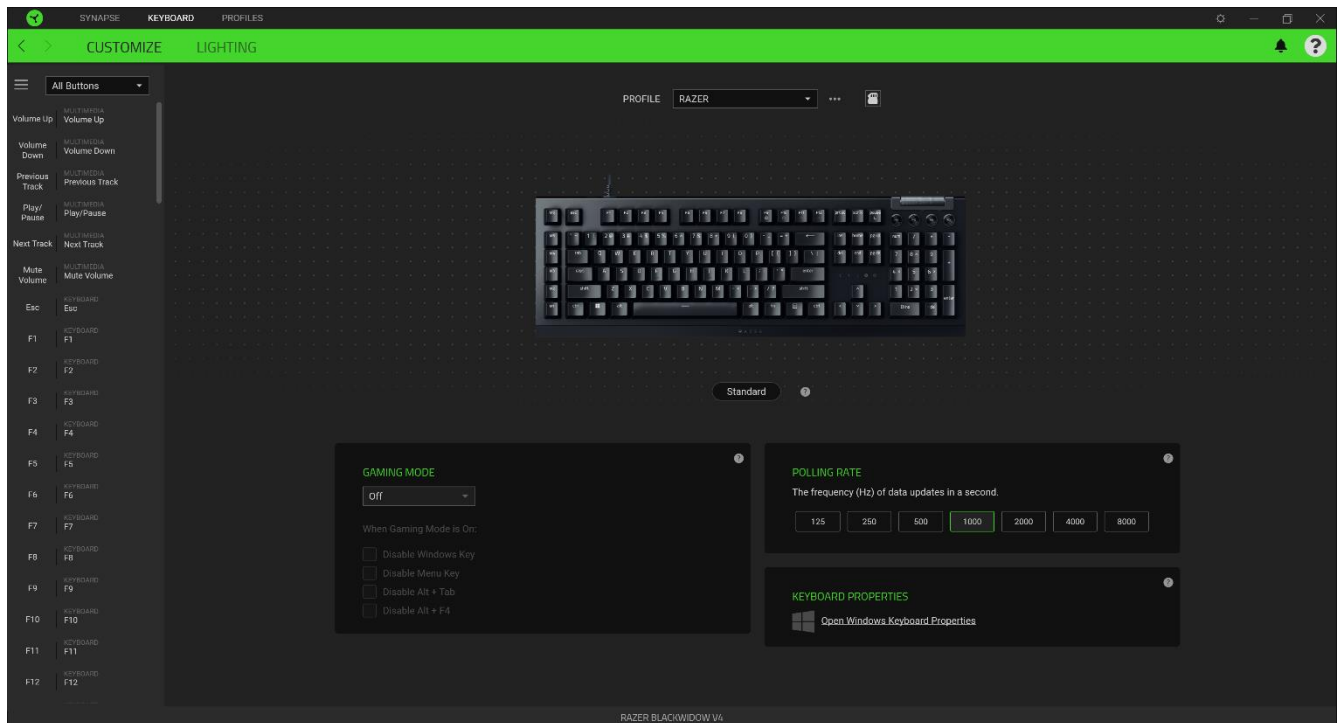 SYNAPSE KEYBOARD PROFILES
CUSTOMIZE LIGHTING
All Buttons
PROFILE RAZER
Volume Up MULTIMEDIA Volume Up
Volume Down MULTIMEDIA Volume Down
Previous Track MULTIMEDIA Previous Track
Play/Pause MULTIMEDIA Play/Pause
Next Track MULTIMEDIA Next Track
Mute Volume MULTIMEDIA Mute Volume
Esc KEYBOARD Esc
F1 KEYBOARD F1
F2 KEYBOARD F2
F3 KEYBOARD F3
F4 KEYBOARD F4
F5 KEYBOARD F5
F6 KEYBOARD F6
F7 KEYBOARD F7
F8 KEYBOARD F8
F9 KEYBOARD F9
F10 KEYBOARD F10
F11 KEYBOARD F11
F12 KEYBOARD F12
Standard
GAMING MODE
Off
When Gaming Mode is On:
Disable Windows Key
Disable Menu Key
Disable Alt + Tab
Disable Alt + F4
POLLING RATE
The frequency (Hz) of data updates in a second.
125 250 500 1000 2000 4000 8000
KEYBOARD PROPERTIES
Open Windows Keyboard Properties
RAZER BLACKWIDOW V4